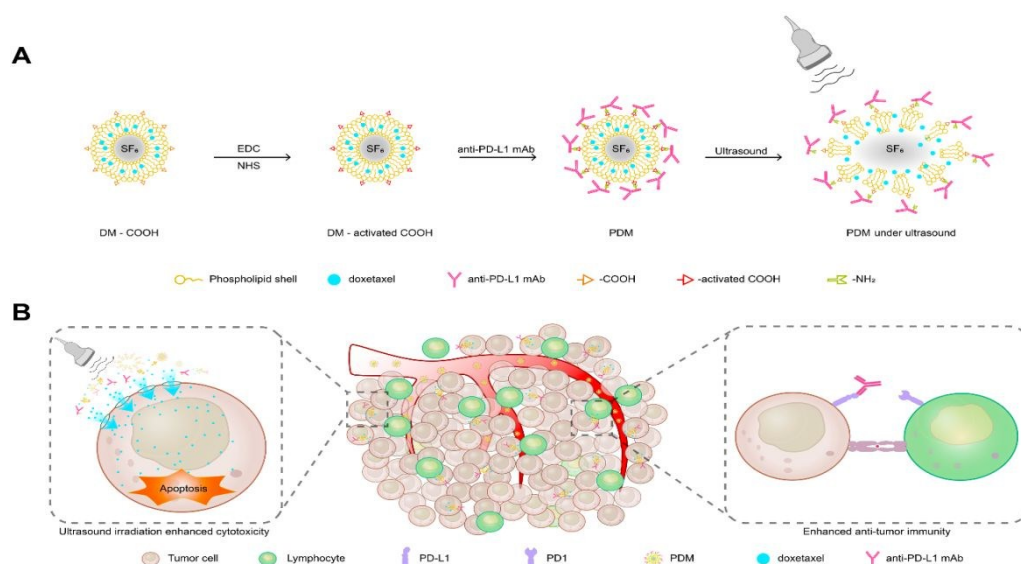 A
SF₆
EDC
NHS
SF₆
anti-PD-L1 mAb
SF₆
Ultrasound
SF₆
DM - COOH
DM - activated COOH
PDM
PDM under ultrasound
Phospholipid shell
doxetaxel
anti-PD-L1 mAb
-COOH
-activated COOH
-NH₂
B
Apoptosis
Ultrasound irradiation enhanced cytotoxicity
Enhanced anti-tumor immunity
Tumor cell
Lymphocyte
PD-L1
PD1
PDM
doxetaxel
anti-PD-L1 mAb